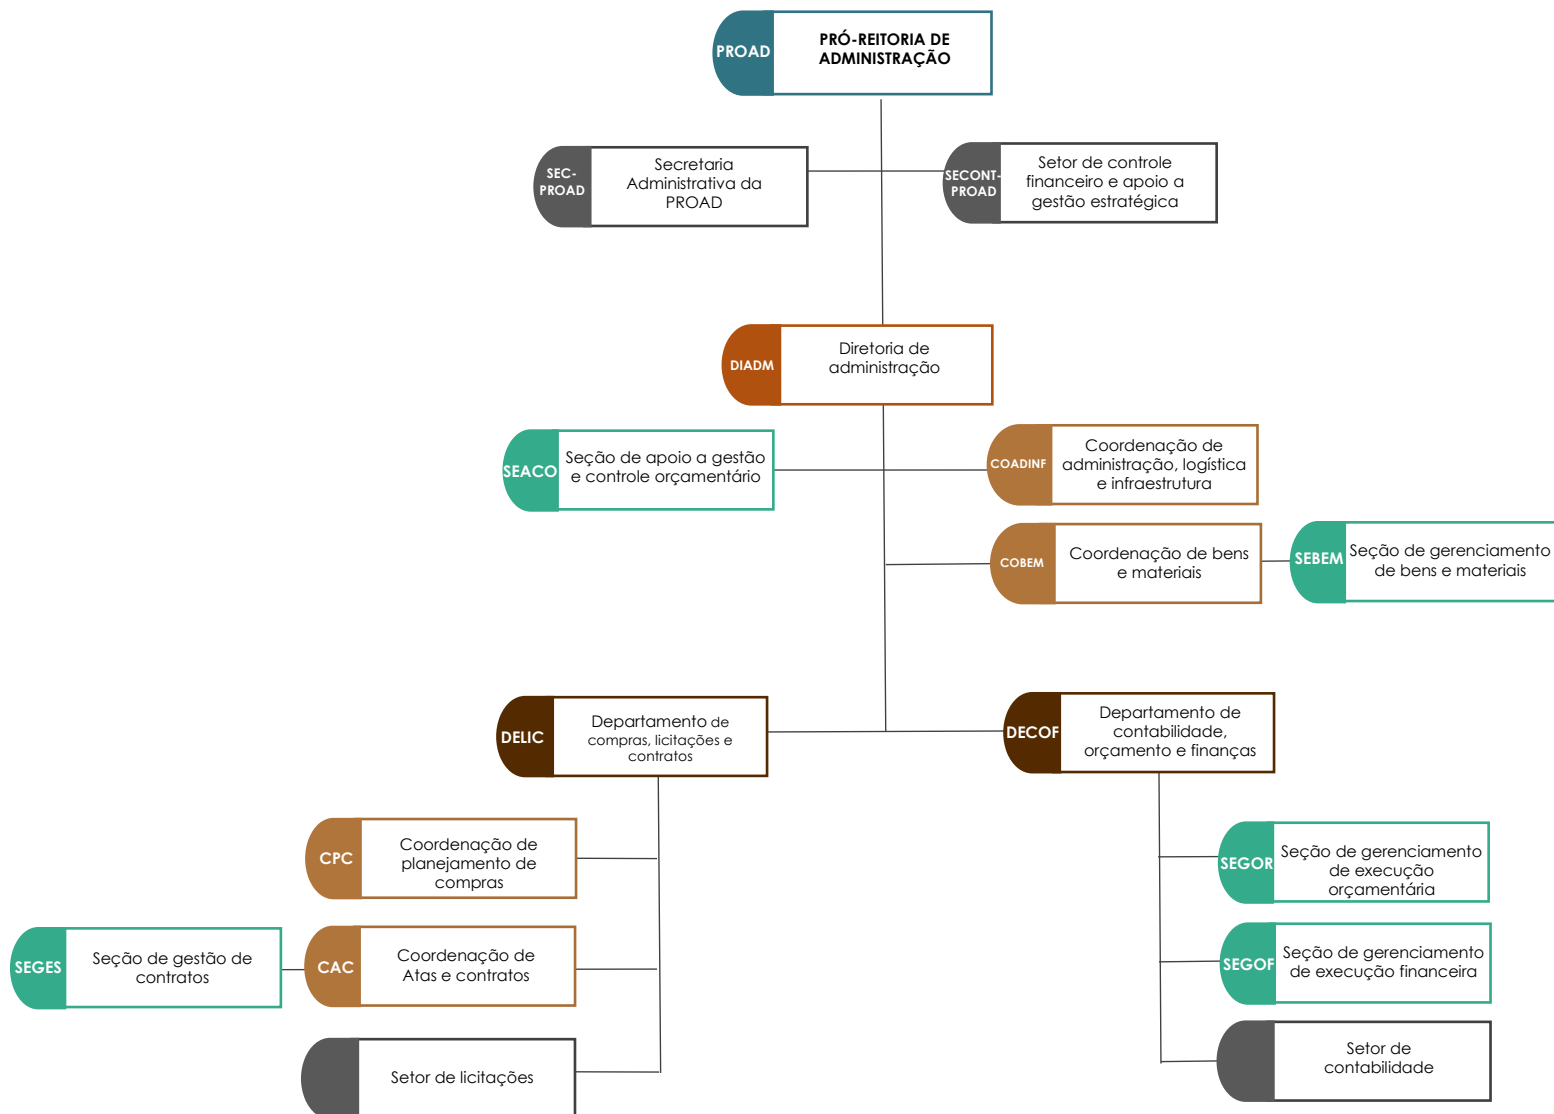 PROAD
PRÓ-REITORIA DE
ADMINISTRAÇÃO
SEC-
PROAD
Secretaria
Administrativa da
PROAD
SECONT-
PROAD
Setor de controle
financeiro e apoio a
gestão estratégica
DIADM
Diretoria de
administração
SEACO
Seção de apoio a gestão
e controle orçamentário
COADINF
Coordenação de
administração, logística
e infraestrutura
COBEM
Coordenação de bens
e materiais
SEBEM
Seção de gerenciamento
de bens e materiais
DELIC
Departamento de
compras, licitações e
contratos
DECOF
Departamento de
contabilidade,
orçamento e finanças
CPC
Coordenação de
planejamento de
compras
SEGOR
Seção de gerenciamento
de execução
orçamentária
SEGES
Seção de gestão de
contratos
CAC
Coordenação de
Atas e contratos
SEGOF
Seção de gerenciamento
de execução financeira
Setor de licitações
Setor de
contabilidade